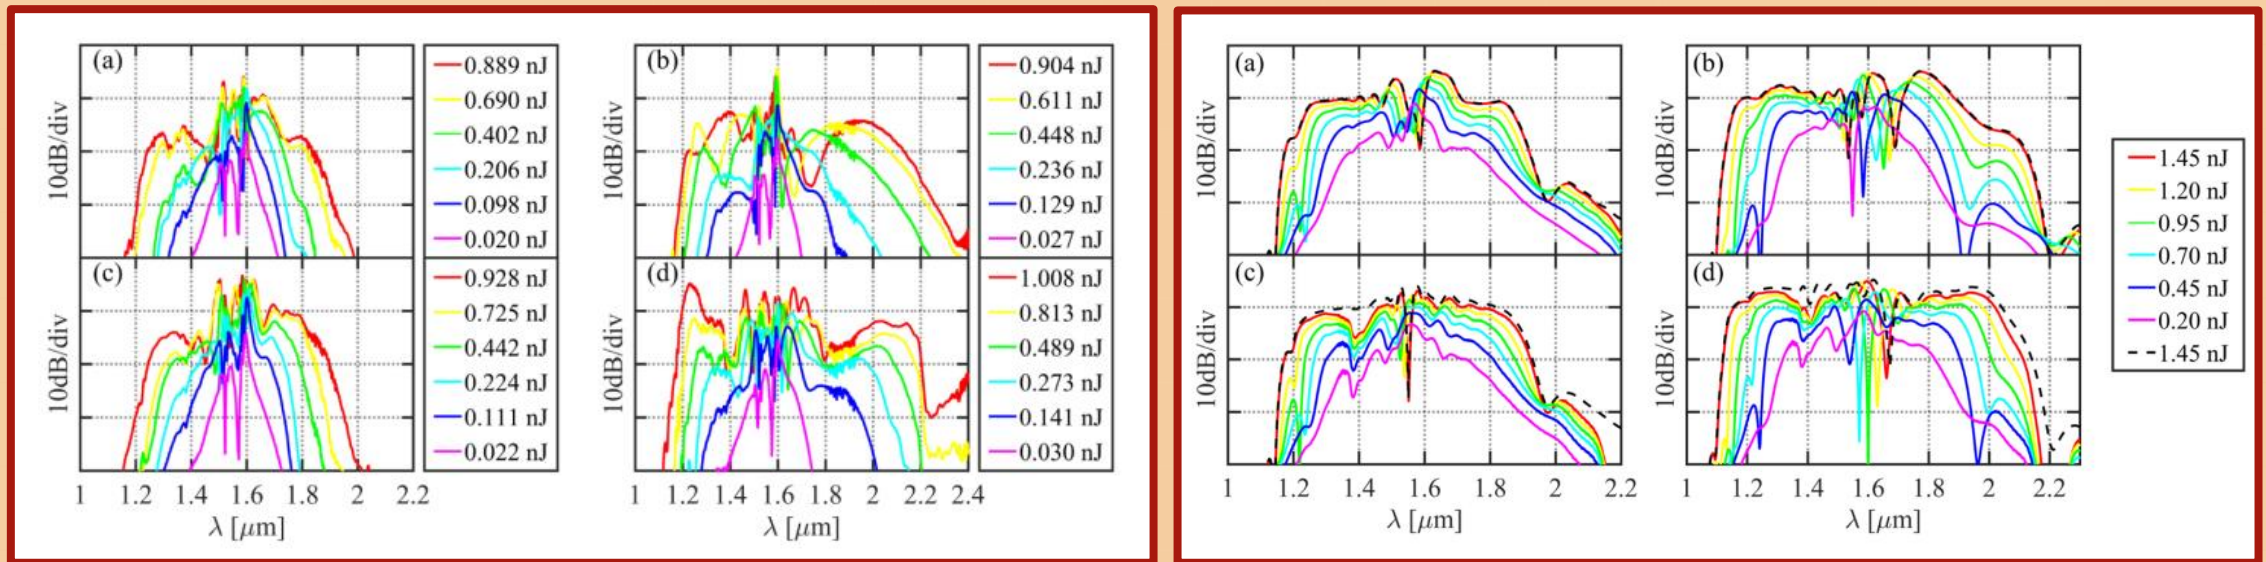 (a)
10dB/div
0.889 nJ
0.690 nJ
0.402 nJ
0.206 nJ
0.098 nJ
0.020 nJ
(b)
10dB/div
0.904 nJ
0.611 nJ
0.448 nJ
0.236 nJ
0.129 nJ
0.027 nJ
(c)
10dB/div
0.928 nJ
0.725 nJ
0.442 nJ
0.224 nJ
0.111 nJ
0.022 nJ
1 1.2 1.4 1.6 1.8 2 2.2
λ [μm]
(d)
10dB/div
1.008 nJ
0.813 nJ
0.489 nJ
0.273 nJ
0.141 nJ
0.030 nJ
1 1.2 1.4 1.6 1.8 2 2.2 2.4
λ [μm]
(a)
10dB/div
(b)
10dB/div
(c)
10dB/div
1 1.2 1.4 1.6 1.8 2 2.2
λ [μm]
(d)
10dB/div
1 1.2 1.4 1.6 1.8 2 2.2
λ [μm]
1.45 nJ
1.20 nJ
0.95 nJ
0.70 nJ
0.45 nJ
0.20 nJ
1.45 nJ